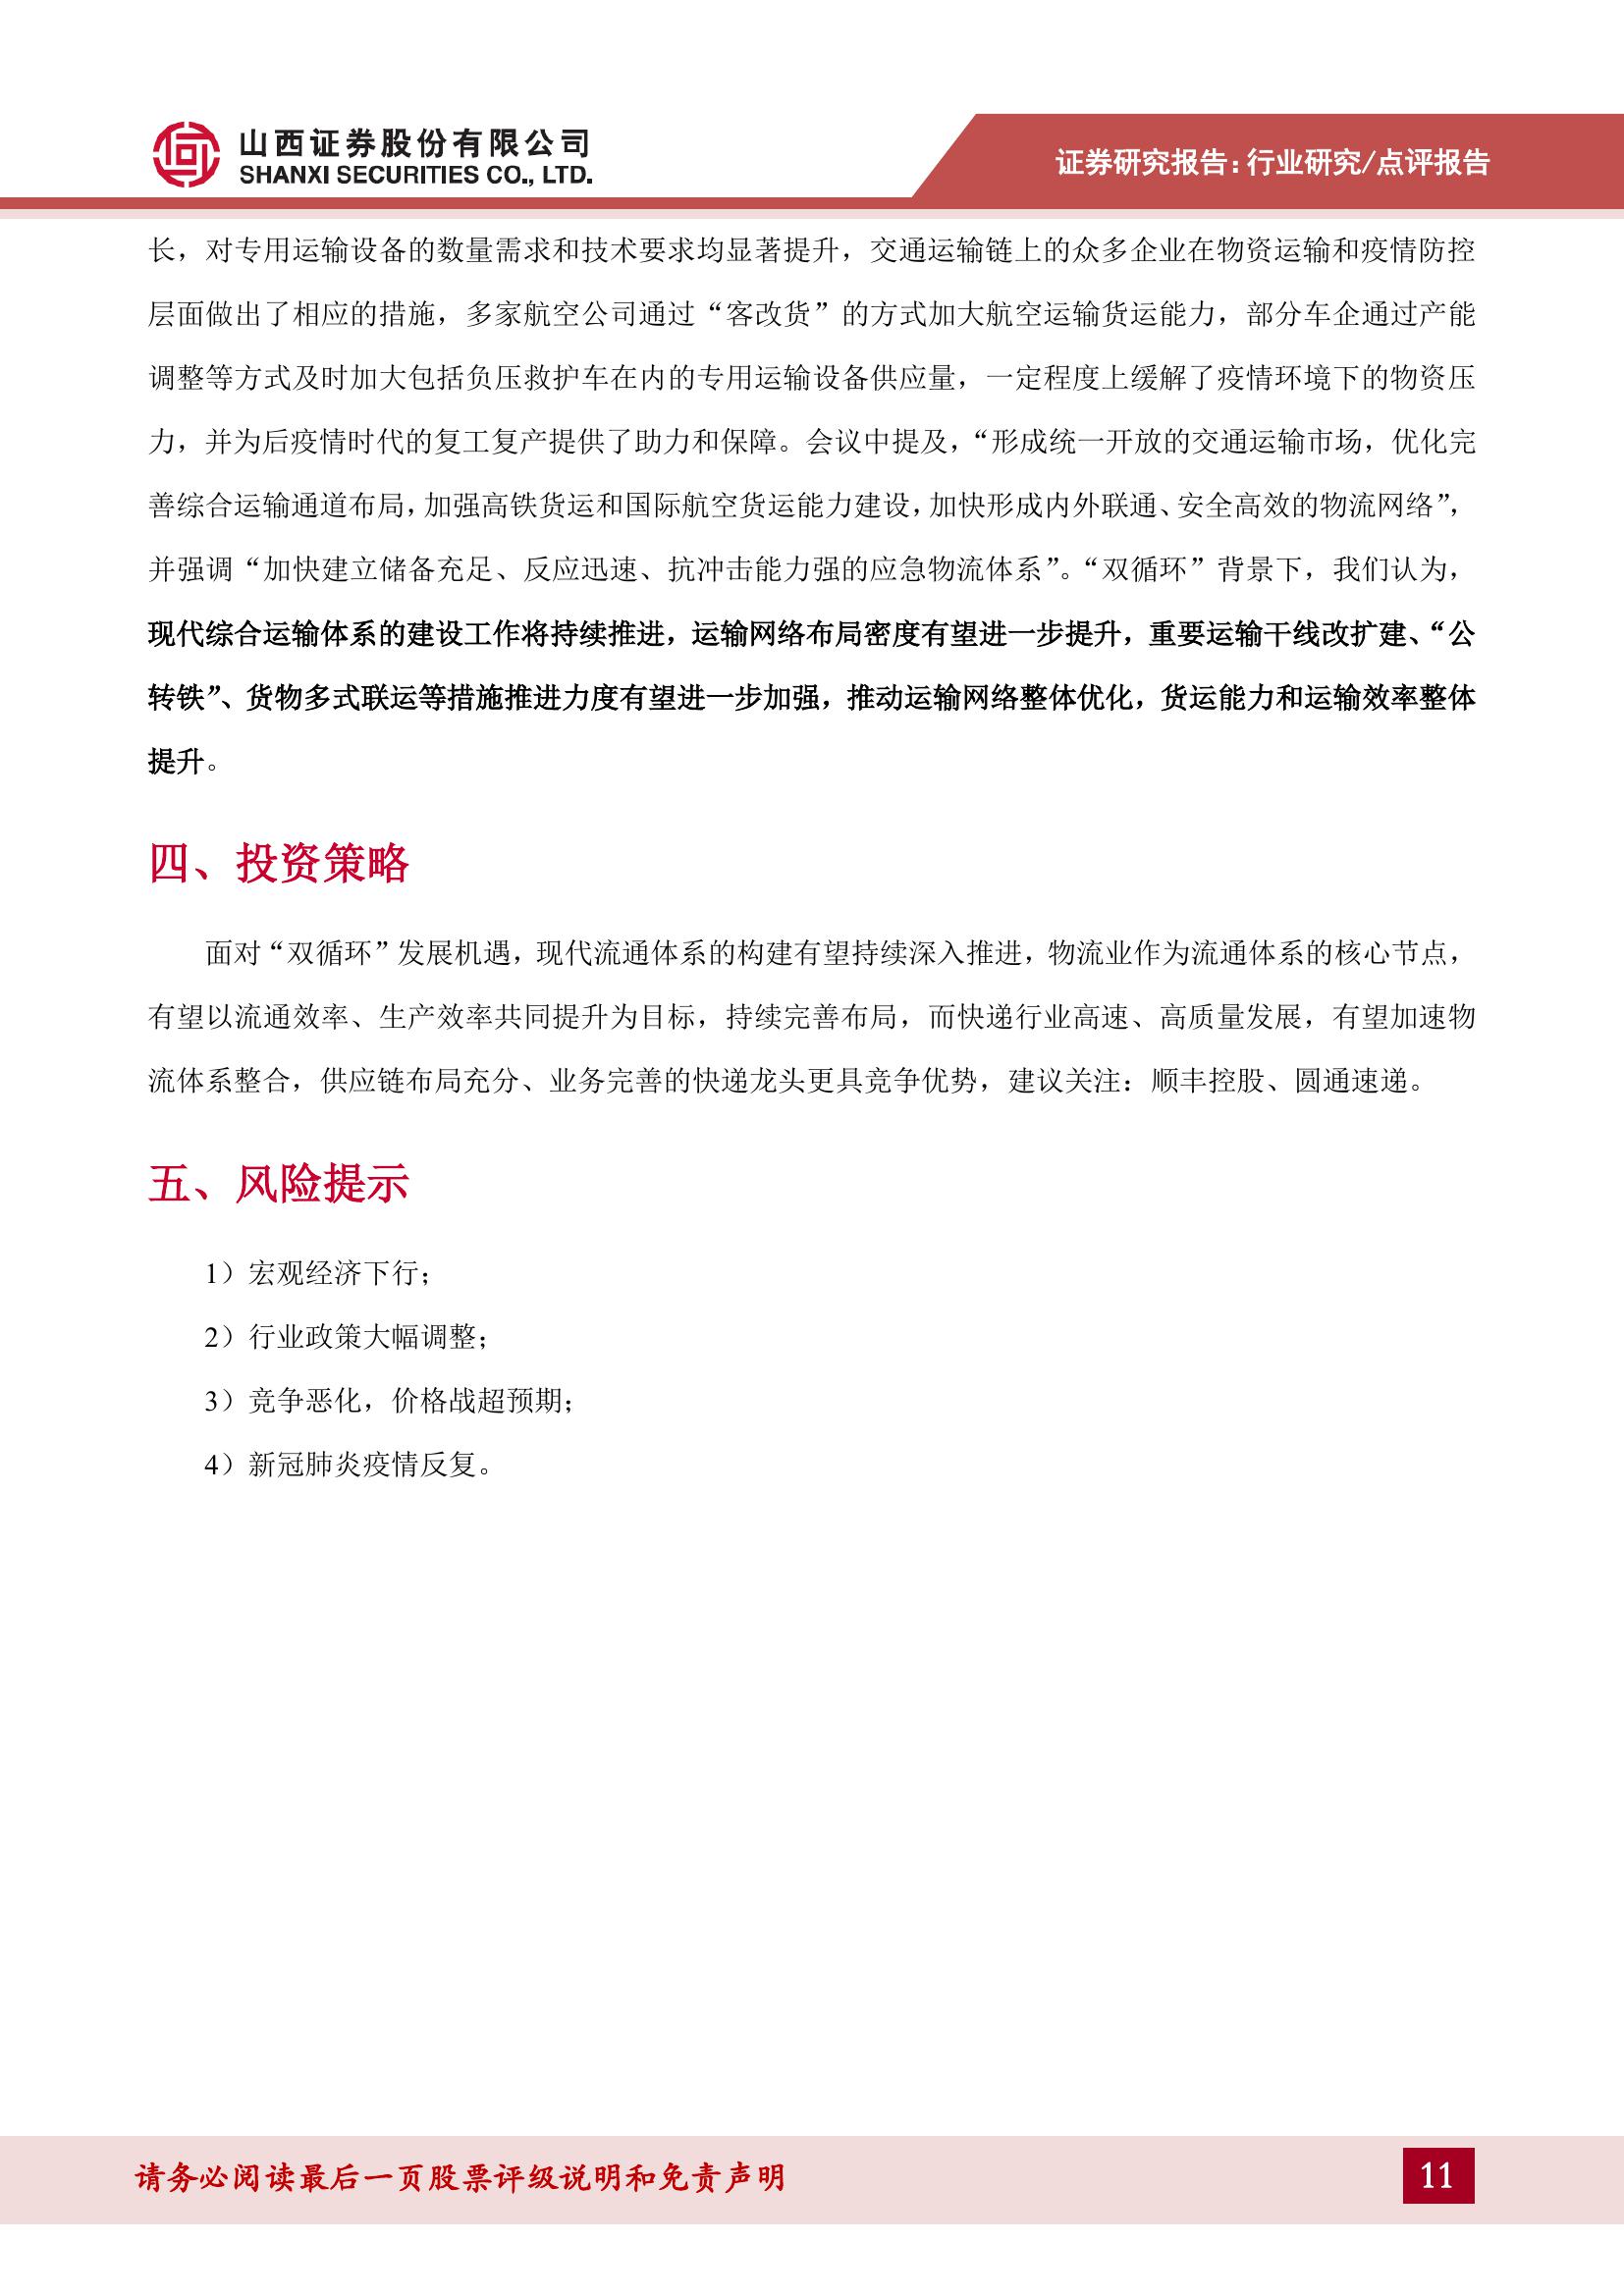 山西证券股份有限公司
SHANXI SECURITIES CO., LTD.
证券研究报告：行业研究/点评报告
长，对专用运输设备的数量需求和技术要求均显著提升，交通运输链上的众多企业在物资运输和疫情防控
层面做出了相应的措施，多家航空公司通过“客改货”的方式加大航空运输货运能力，部分车企通过产能
调整等方式及时加大包括负压救护车在内的专用运输设备供应量，一定程度上缓解了疫情环境下的物资压
力，并为后疫情时代的复工复产提供了助力和保障。会议中提及，“形成统一开放的交通运输市场，优化完
善综合运输通道布局，加强高铁货运和国际航空货运能力建设，加快形成内外联通、安全高效的物流网络”，
并强调“加快建立储备充足、反应迅速、抗冲击能力强的应急物流体系”。“双循环”背景下，我们认为，
现代综合运输体系的建设工作将持续推进，运输网络布局密度有望进一步提升，重要运输干线改扩建、“公
转铁”、货物多式联运等措施推进力度有望进一步加强，推动运输网络整体优化，货运能力和运输效率整体
提升。
四、投资策略
面对“双循环”发展机遇，现代流通体系的构建有望持续深入推进，物流业作为流通体系的核心节点，
有望以流通效率、生产效率共同提升为目标，持续完善布局，而快递行业高速、高质量发展，有望加速物
流体系整合，供应链布局充分、业务完善的快递龙头更具竞争优势，建议关注：顺丰控股、圆通速递。
五、风险提示
1）宏观经济下行；
2）行业政策大幅调整；
3）竞争恶化，价格战超预期；
4）新冠肺炎疫情反复。
请务必阅读最后一页股票评级说明和免责声明
11